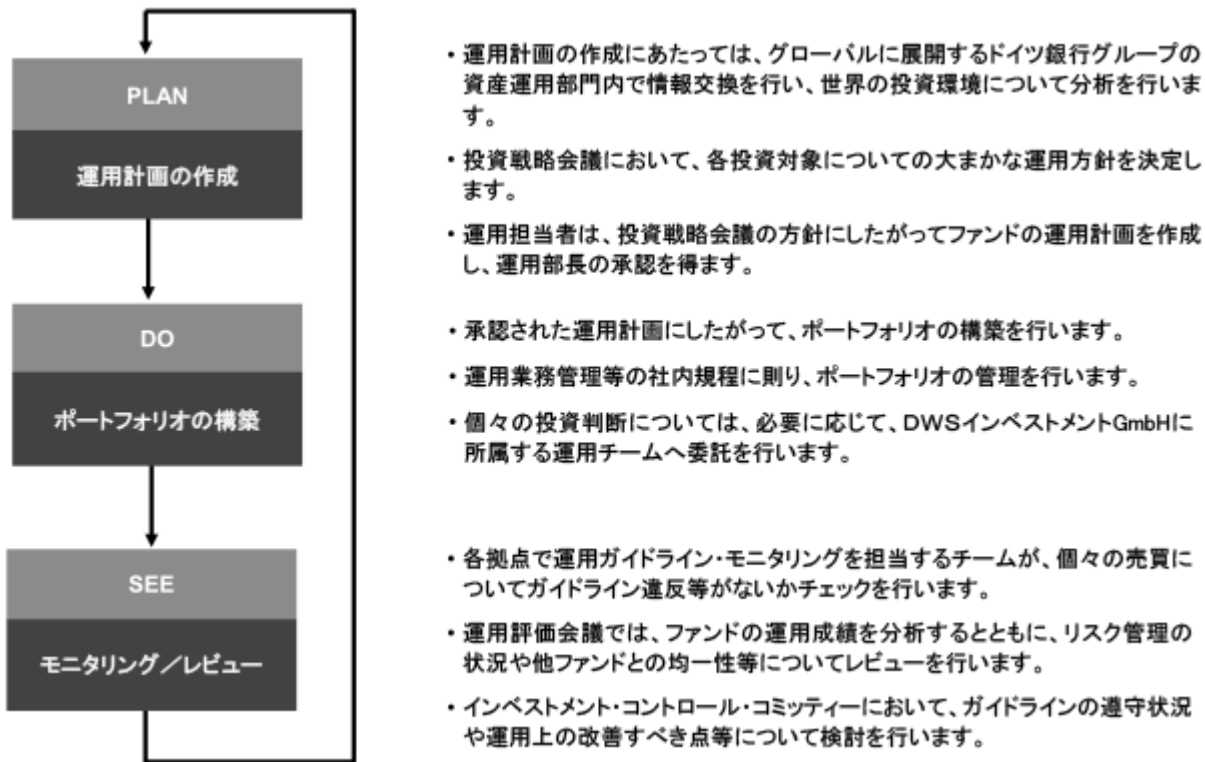 PLAN
運用計画の作成
・運用計画の作成にあたっては、グローバルに展開するドイツ銀行グループの
資産運用部門内で情報交換を行い、世界の投資環境について分析を行いま
す。
・投資戦略会議において、各投資対象についての大まかな運用方針を決定し
ます。
・運用担当者は、投資戦略会議の方針にしたがってファンドの運用計画を作成
し、運用部長の承認を得ます。
DO
ポートフォリオの構築
・承認された運用計画にしたがって、ポートフォリオの構築を行います。
・運用業務管理等の社内規程に則り、ポートフォリオの管理を行います。
・個々の投資判断については、必要に応じて、DWSインベストメントGmbHに
所属する運用チームへ委託を行います。
SEE
モニタリング／レビュー
・各拠点で運用ガイドライン・モニタリングを担当するチームが、個々の売買に
ついてガイドライン違反等がないかチェックを行います。
・運用評価会議では、ファンドの運用成績を分析するとともに、リスク管理の
状況や他ファンドとの均一性等についてレビューを行います。
・インベストメント・コントロール・コミッティーにおいて、ガイドラインの遵守状況
や運用上の改善すべき点等について検討を行います。